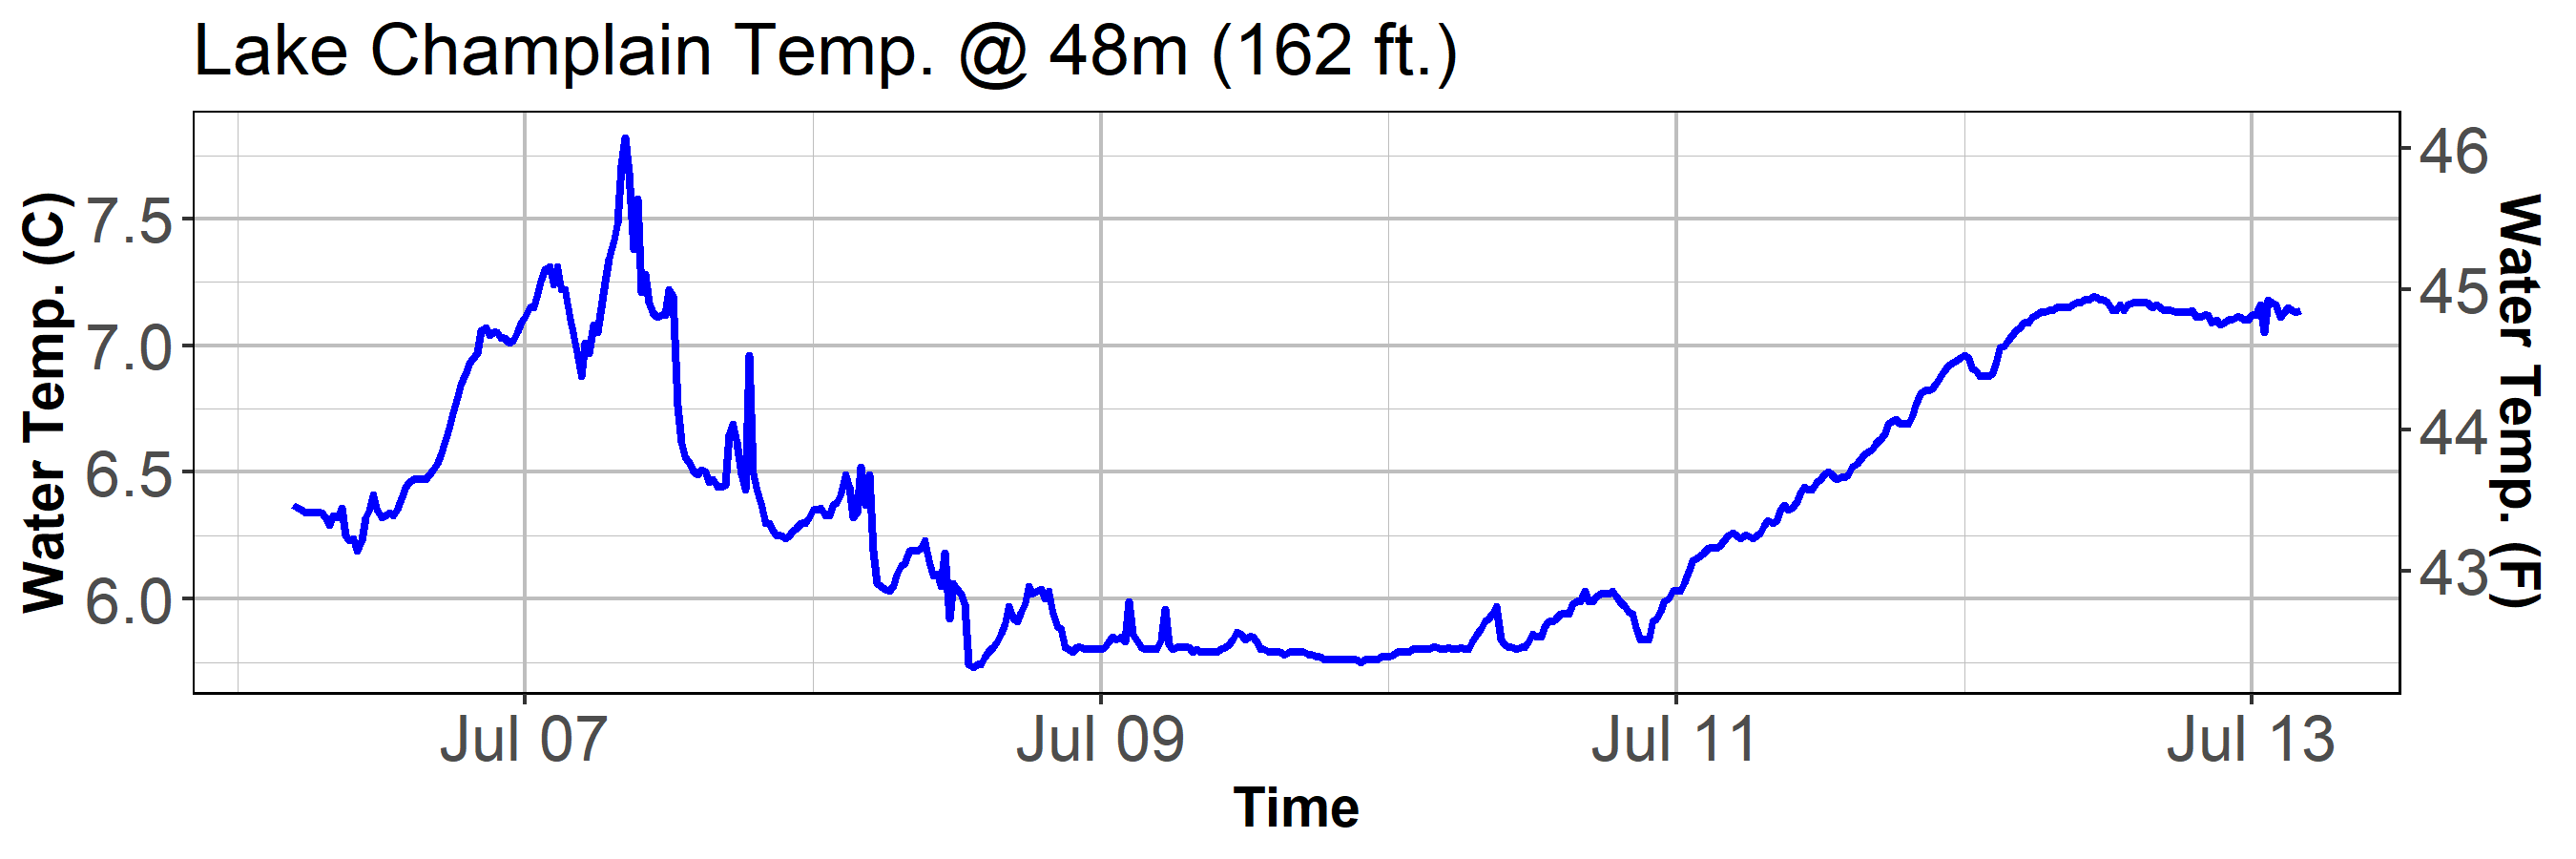 Lake Champlain Temp. @ 48m (162 ft.)
Water Temp. (C)
7.5
7.0
6.5
6.0
46
45
44
43
Water Temp. (F)
Jul 07 Jul 09 Jul 11 Jul 13
Time